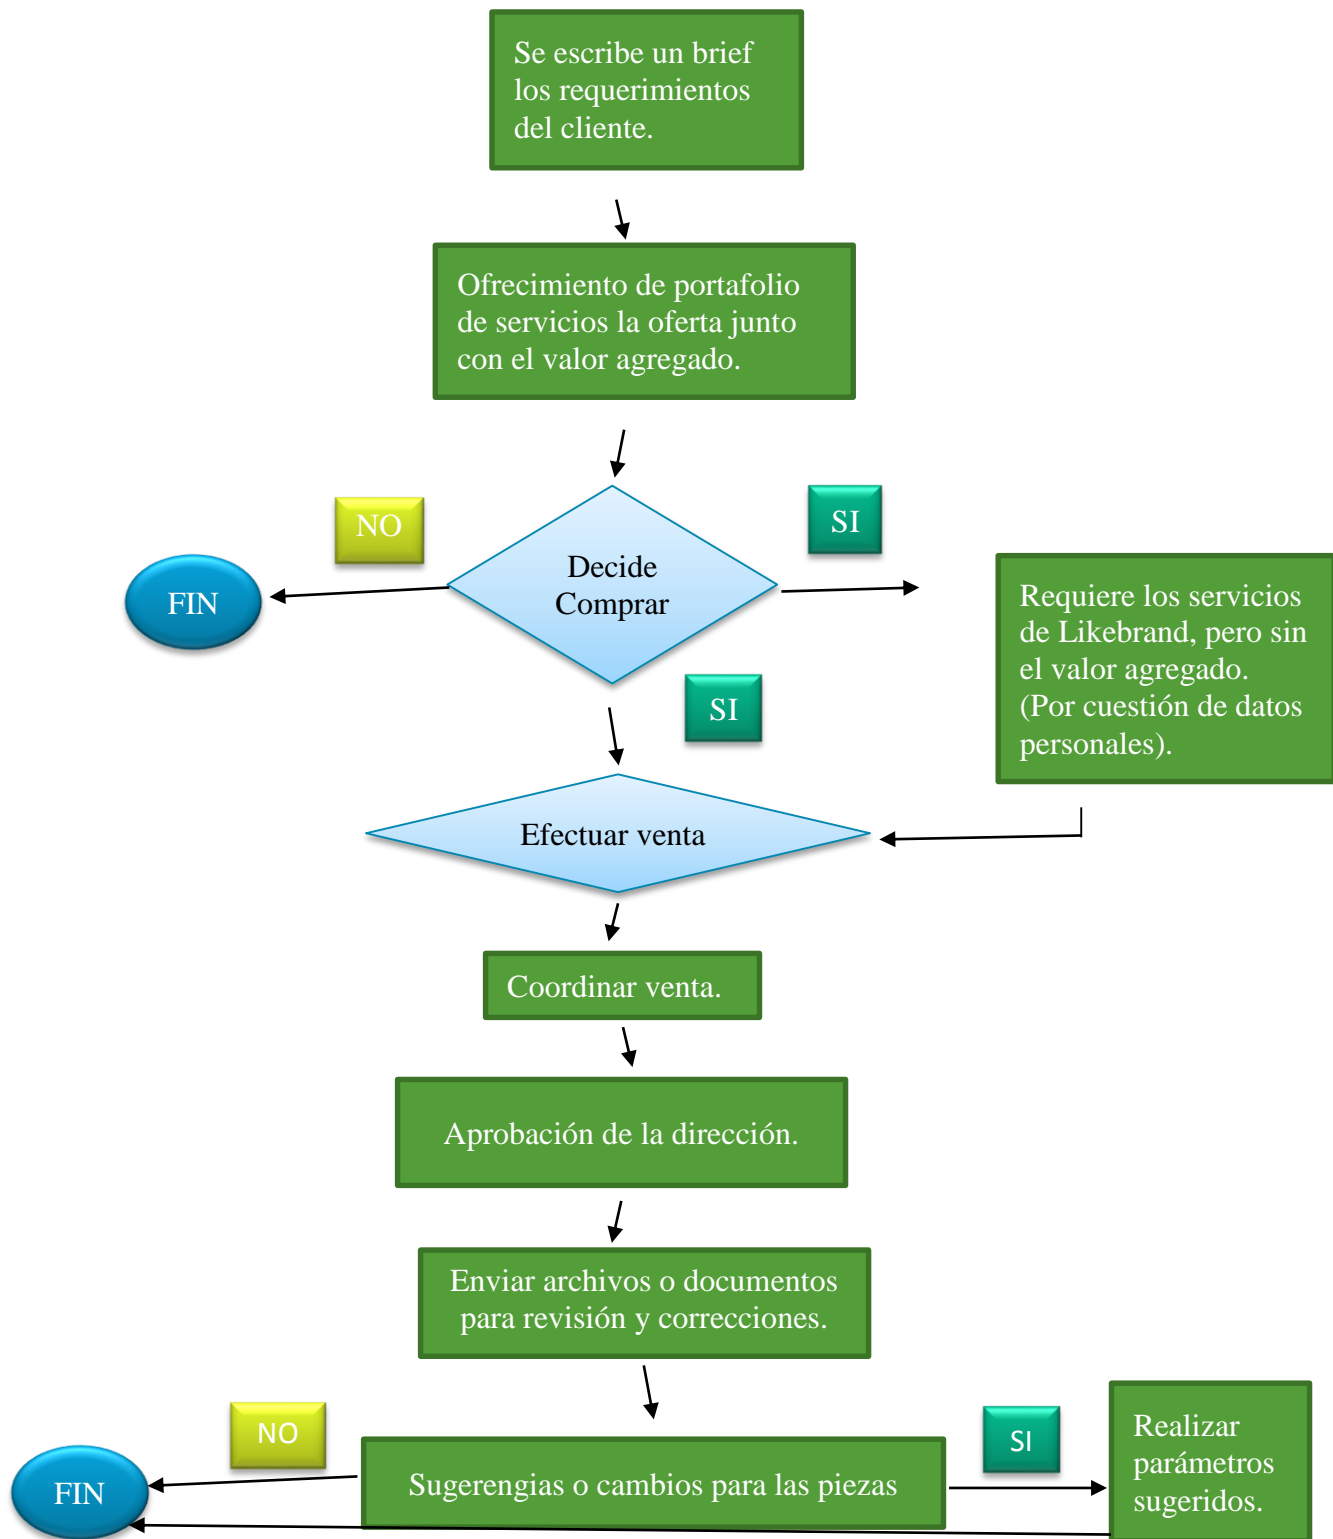 Se escribe un brief
los requerimientos
del cliente.
Ofrecimiento de portafolio
de servicios la oferta junto
con el valor agregado.
NO
SI
Decide
Comprar
FIN
Requiere los servicios
de Likebrand, pero sin
el valor agregado.
(Por cuestión de datos
personales).
SI
Efectuar venta
Coordinar venta.
Aprobación de la dirección.
Enviar archivos o documentos
para revisión y correcciones.
NO
SI
Realizar
parámetros
sugeridos.
Sugerengias o cambios para las piezas
FIN